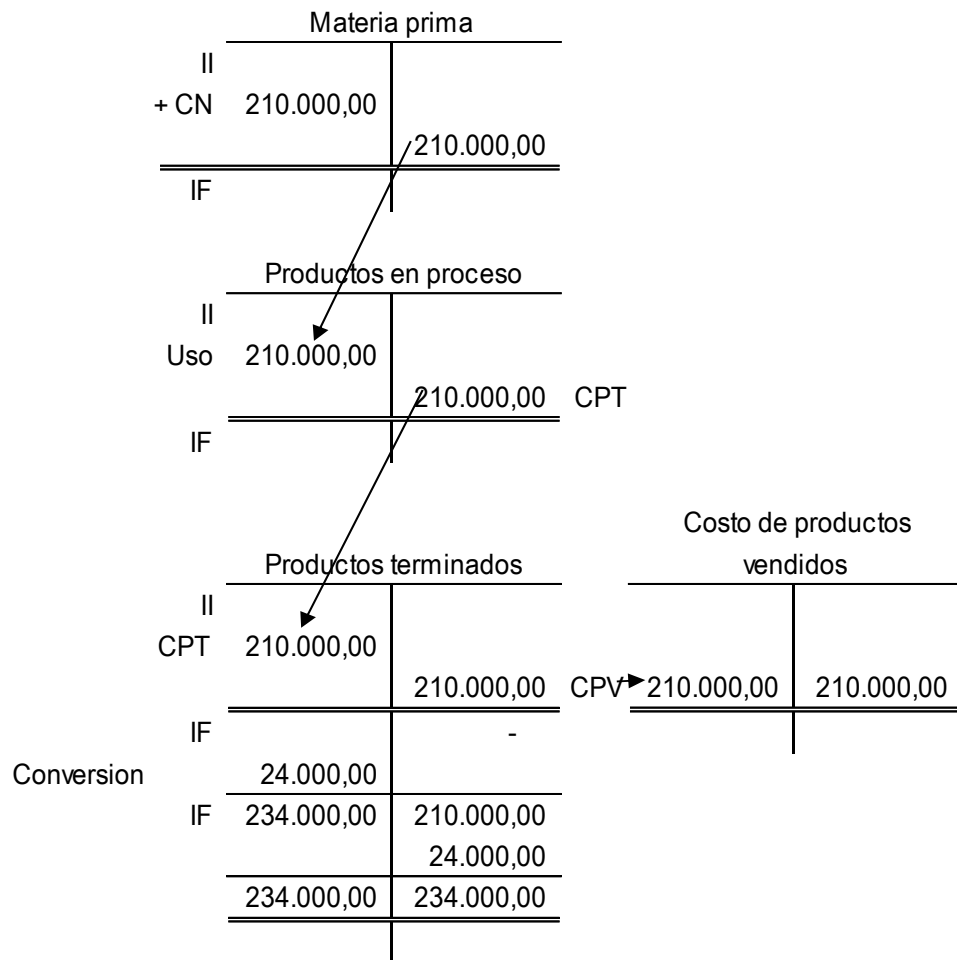 Materia prima
II
+ CN 210.000,00
210.000,00
IF
Productos en proceso
II
Uso 210.000,00
210.000,00 CPT
IF
Costo de productos
Productos terminados vendidos
II
CPT 210.000,00
210.000,00 CPV 210.000,00 210.000,00
IF -
Conversion 24.000,00
IF 234.000,00 210.000,00
24.000,00
234.000,00 234.000,00